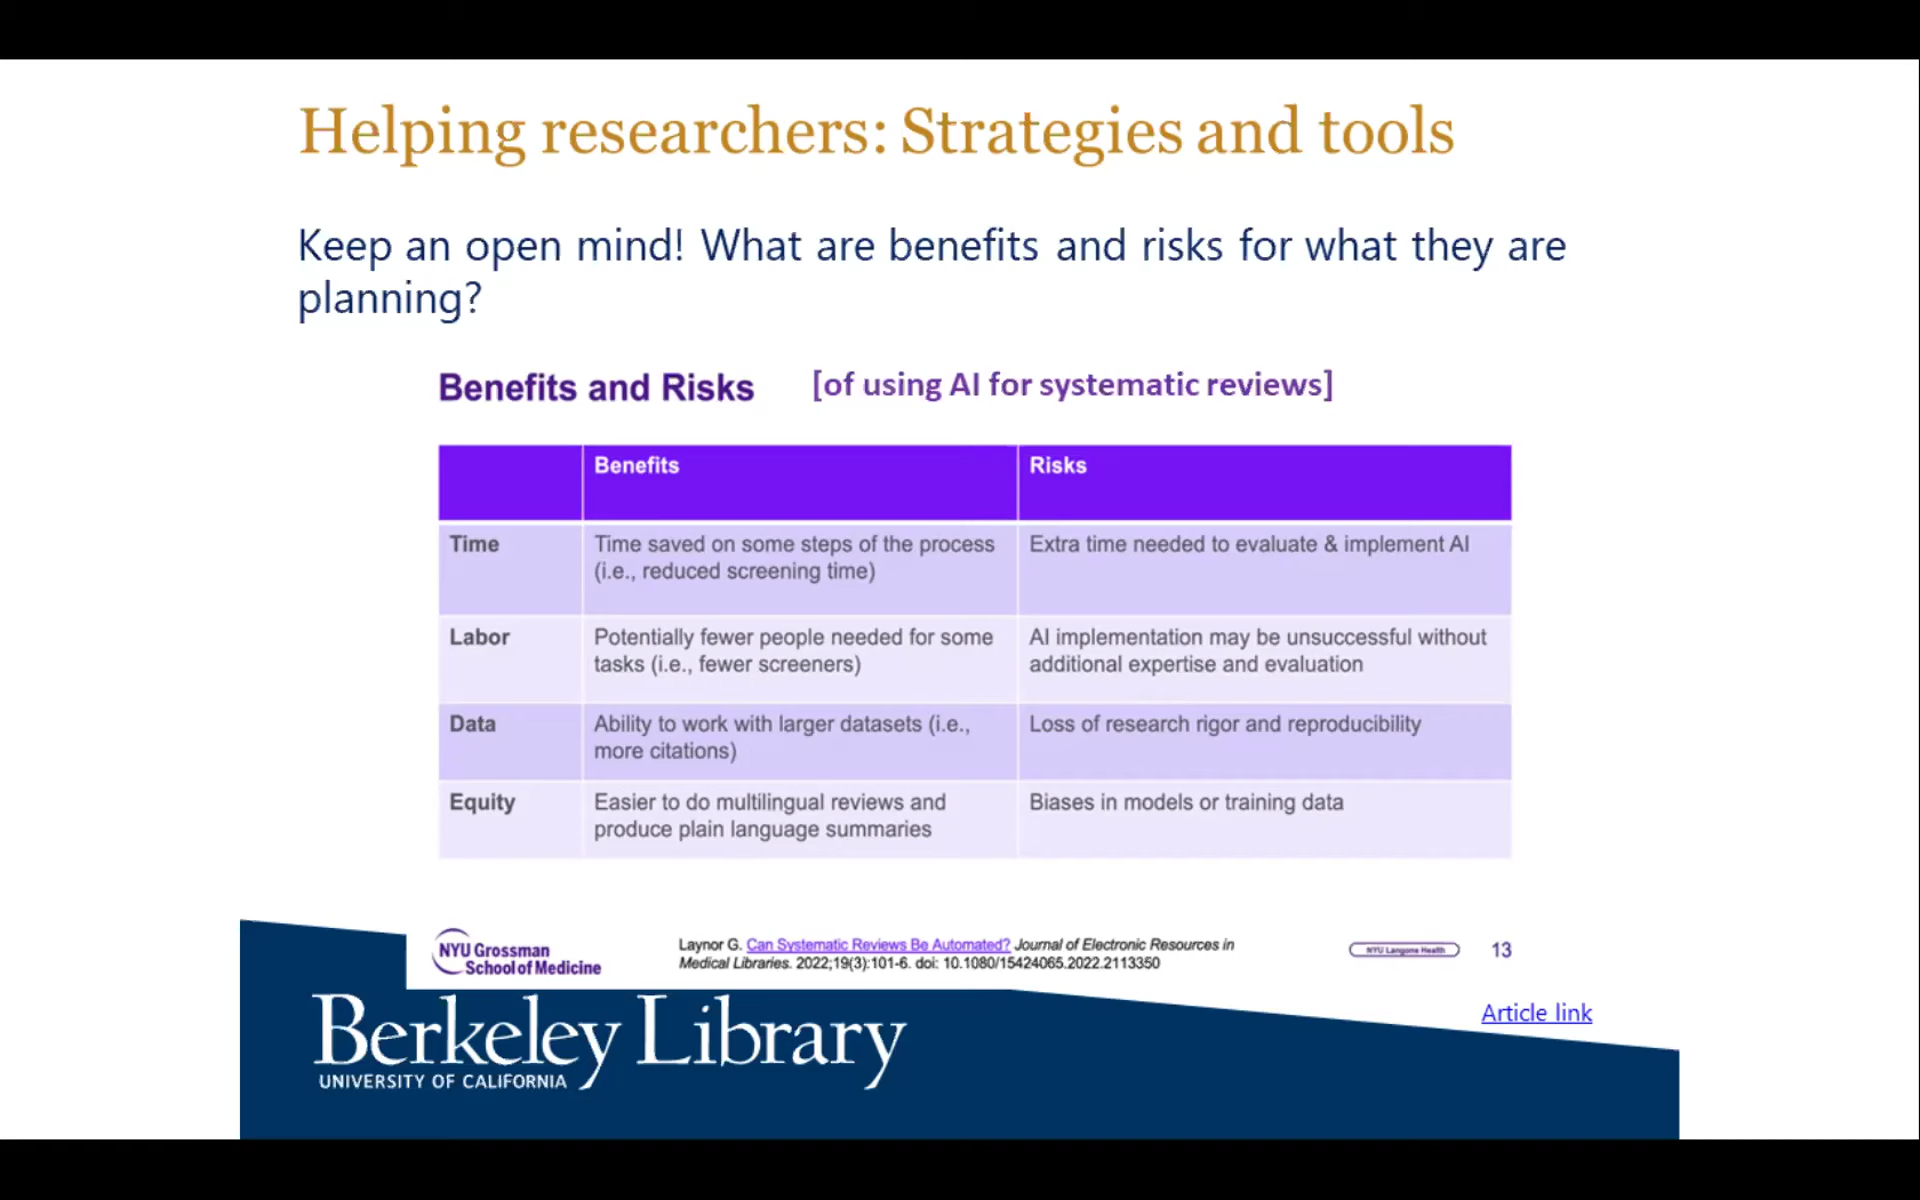 Helping researchers: Strategies and tools
Keep an open mind! What are benefits and risks for what they are
planning?
Benefits and Risks [of using AI for systematic reviews]
Benefits Risks
Time Time saved on some steps of the process Extra time needed to evaluate & implement AI
(i.e., reduced screening time)
Labor Potentially fewer people needed for some AI implementation may be unsuccessful without
tasks (i.e., fewer screeners) additional expertise and evaluation
Data Ability to work with larger datasets (i.e., Loss of research rigor and reproducibility
more citations)
Equity Easier to do multilingual reviews and Biases in models or training data
produce plain language summaries
NYU Grossman
School of Medicine
Laynor G. Can Systematic Reviews Be Automated? Journal of Electronic Resources in
Medical Libraries. 2022;19(3):101-6. doi: 10.1080/15424065.2022.2113350
NYU Langone Health 13
Article link
Berkeley Library
UNIVERSITY OF CALIFORNIA